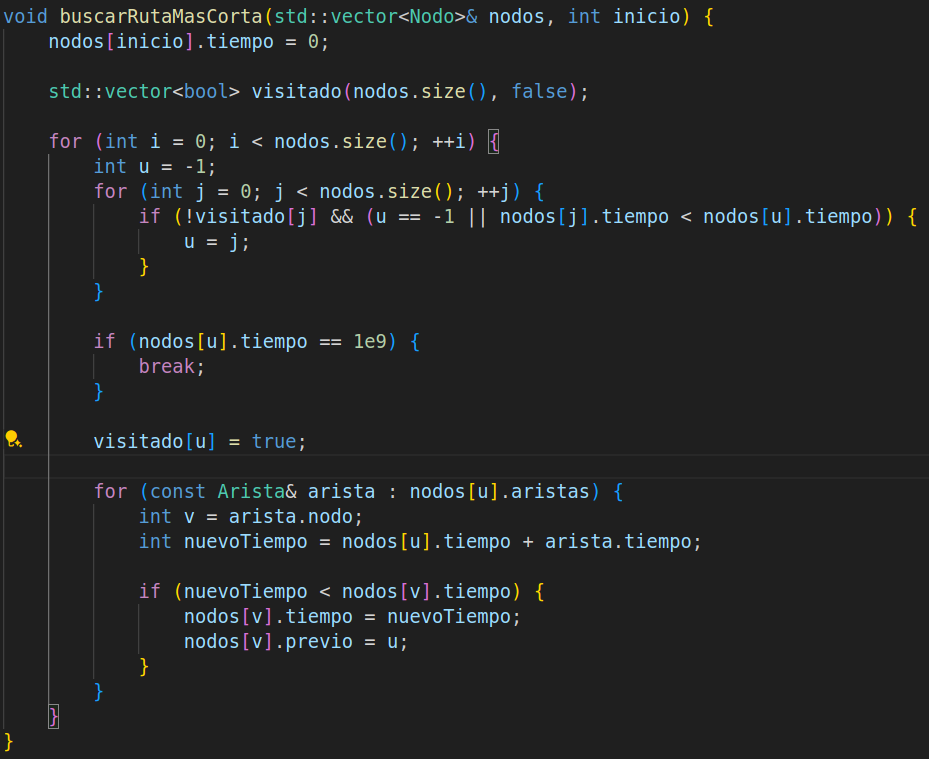 void buscarRutaMasCorta(std::vector<Nodo>& nodos, int inicio) {
    nodos[inicio].tiempo = 0;

    std::vector<bool> visitado(nodos.size(), false);

    for (int i = 0; i < nodos.size(); ++i) {
        int u = -1;
        for (int j = 0; j < nodos.size(); ++j) {
            if (!visitado[j] && (u == -1 || nodos[j].tiempo < nodos[u].tiempo)) {
                u = j;
            }
        }

        if (nodos[u].tiempo == 1e9) {
            break;
        }

        visitado[u] = true;

        for (const Arista& arista : nodos[u].aristas) {
            int v = arista.nodo;
            int nuevoTiempo = nodos[u].tiempo + arista.tiempo;

            if (nuevoTiempo < nodos[v].tiempo) {
                nodos[v].tiempo = nuevoTiempo;
                nodos[v].previo = u;
            }
        }
    }
}